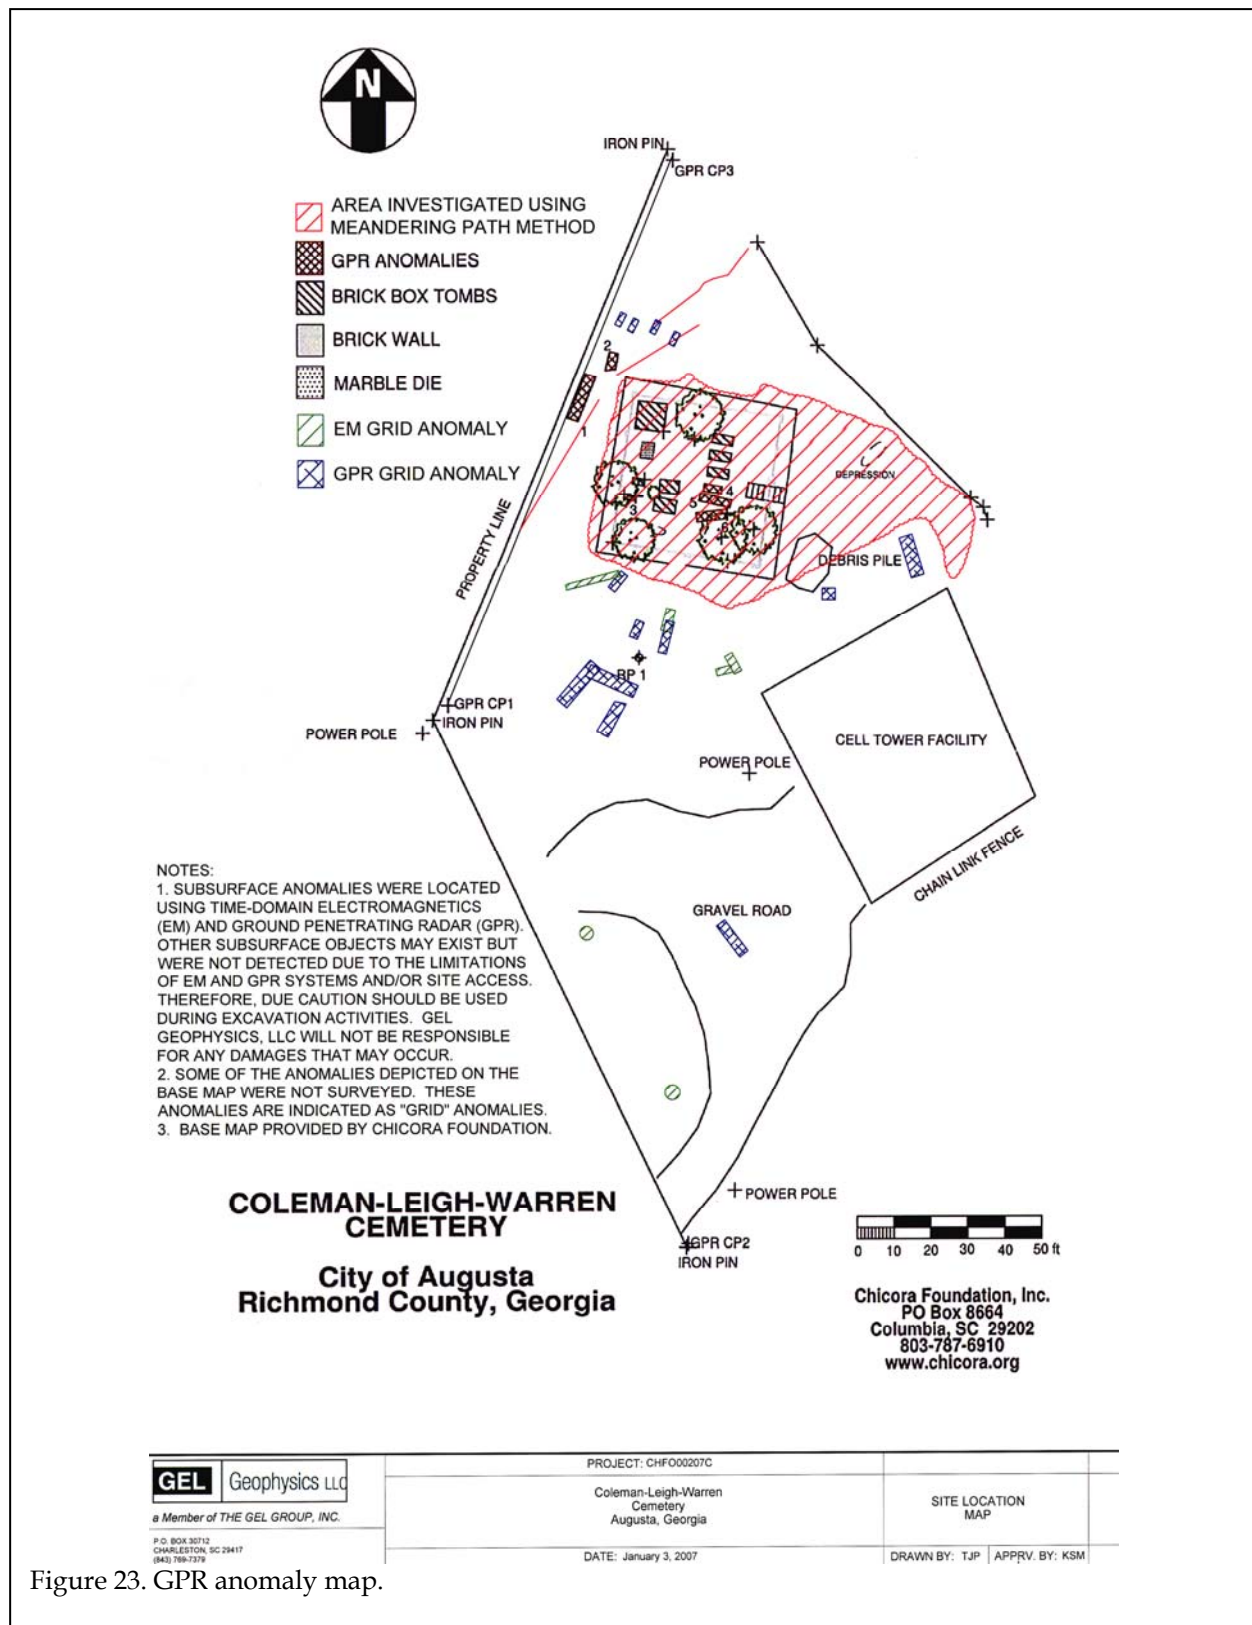 N
IRON PIN
GPR CP3
AREA INVESTIGATED USING
MEANDERING PATH METHOD
GPR ANOMALIES
BRICK BOX TOMBS
BRICK WALL
MARBLE DIE
EM GRID ANOMALY
GPR GRID ANOMALY
2
1
3
4
5
6
DEPRESSION
DEBRIS PILE
PROPERTY LINE
RP 1
GPR CP1
IRON PIN
POWER POLE
CELL TOWER FACILITY
POWER POLE
CHAIN LINK FENCE
GRAVEL ROAD
NOTES:
1. SUBSURFACE ANOMALIES WERE LOCATED
USING TIME-DOMAIN ELECTROMAGNETICS
(EM) AND GROUND PENETRATING RADAR (GPR).
OTHER SUBSURFACE OBJECTS MAY EXIST BUT
WERE NOT DETECTED DUE TO THE LIMITATIONS
OF EM AND GPR SYSTEMS AND/OR SITE ACCESS.
THEREFORE, DUE CAUTION SHOULD BE USED
DURING EXCAVATION ACTIVITIES. GEL
GEOPHYSICS, LLC WILL NOT BE RESPONSIBLE
FOR ANY DAMAGES THAT MAY OCCUR.
2. SOME OF THE ANOMALIES DEPICTED ON THE
BASE MAP WERE NOT SURVEYED. THESE
ANOMALIES ARE INDICATED AS "GRID" ANOMALIES.
3. BASE MAP PROVIDED BY CHICORA FOUNDATION.
POWER POLE
GPR CP2
IRON PIN
COLEMAN-LEIGH-WARREN
CEMETERY
City of Augusta
Richmond County, Georgia
0 10 20 30 40 50 ft
Chicora Foundation, Inc.
PO Box 8664
Columbia, SC 29202
803-787-6910
www.chicora.org
GEL Geophysics LLC
a Member of THE GEL GROUP, INC.
P.O. BOX 30712
CHARLESTON, SC 29417
(843) 769-7379
PROJECT: CHFO00207C
Coleman-Leigh-Warren
Cemetery
Augusta, Georgia
DATE: January 3, 2007
SITE LOCATION
MAP
DRAWN BY: TJP
APPRV. BY: KSM
Figure 23. GPR anomaly map.